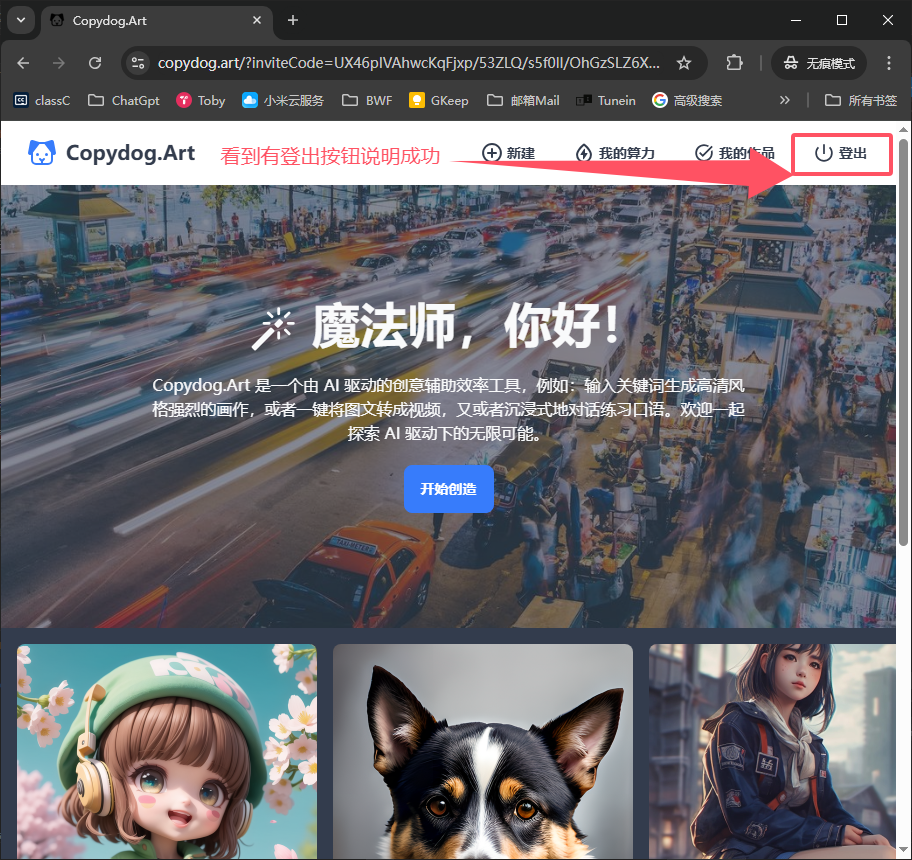 Copydog.Art
copydog.art/?inviteCode=UX46pIVAhwcKqFjxp/53ZLQ/s5f0lI/OhGzSLZ6X...
无痕模式
classC ChatGpt Toby 小米云服务 BWF GKeep 邮箱Mail Tunein 高级搜索 » 所有书签
Copydog.Art 看到有登出按钮说明成功 新建 我的算力 我的作品 登出
魔法师，你好！
Copydog.Art 是一个由 AI 驱动的创意辅助效率工具，例如：输入关键词生成高清风
格强烈的画作，或者一键将图文转成视频，又或者沉浸式地对话练习口语。欢迎一起
探索 AI 驱动下的无限可能。
开始创造
TAXI-METER